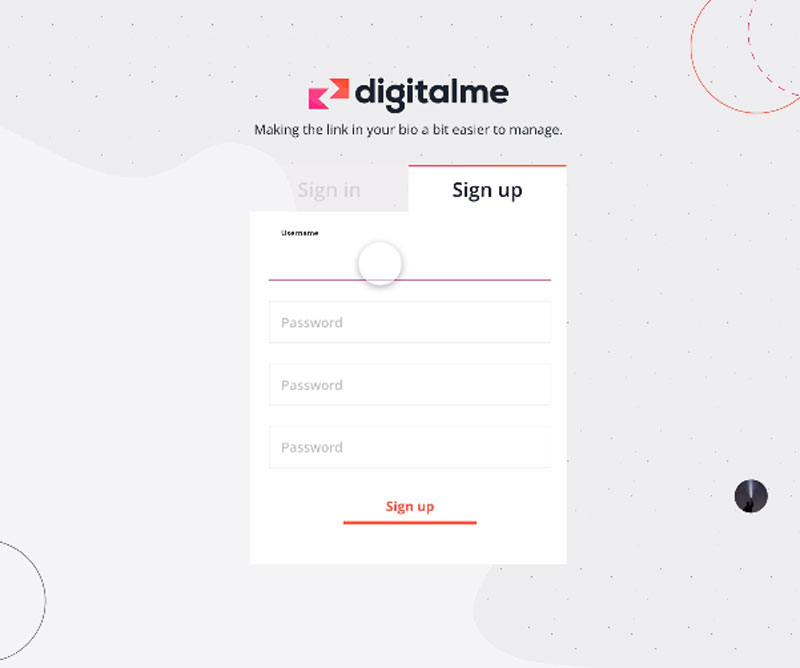 digitalme
Making the link in your bio a bit easier to manage.
Sign in
Sign up
Username
Password
Password
Password
Sign up